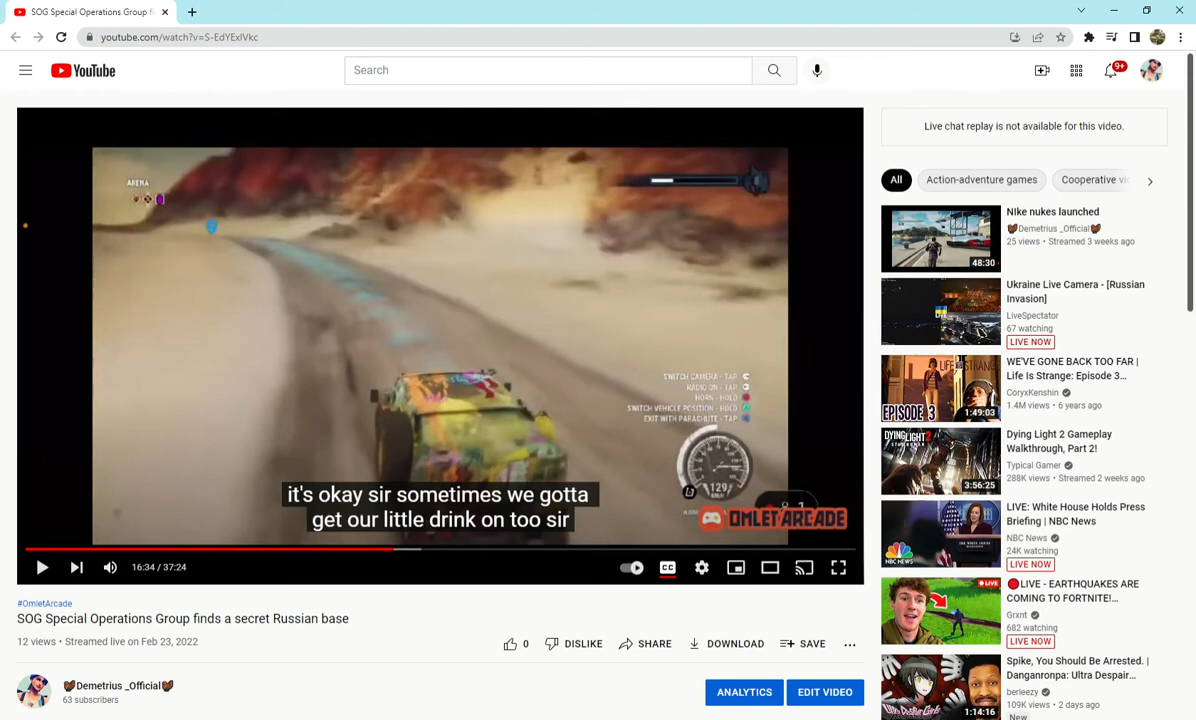 SOG Special Operations Group f
youtube.com/watch?v=S-EdYExlVkc
YouTube
Search
9+
ARENA
SWITCH CAMERA - TAP
RADIO ON - TAP
HORN - HOLD
SWITCH VEHICLE POSITION - HOLD
EXIT WITH PARACHUTE - TAP
129
it's okay sir sometimes we gotta
get our little drink on too sir
OMLET ARCADE
16:34 / 37:24
CC
#OmletArcade
SOG Special Operations Group finds a secret Russian base
12 views • Streamed live on Feb 23, 2022
0 DISLIKE SHARE DOWNLOAD SAVE
Demetrius _Official
63 subscribers
ANALYTICS EDIT VIDEO
Live chat replay is not available for this video.
All Action-adventure games Cooperative vi
NIke nukes launched
Demetrius _Official
25 views • Streamed 3 weeks ago
48:30
Ukraine Live Camera - [Russian
Invasion]
LiveSpectator
67 watching
LIVE NOW
WE'VE GONE BACK TOO FAR |
Life Is Strange: Episode 3...
CoryxKenshin
1.4M views • 6 years ago
EPISODE 3
1:49:03
Dying Light 2 Gameplay
Walkthrough, Part 2!
Typical Gamer
288K views • Streamed 2 weeks ago
DYING LIGHT 2
3:56:25
LIVE: White House Holds Press
Briefing | NBC News
NBC News
24K watching
LIVE NOW
NBC NEWS
LIVE - EARTHQUAKES ARE
COMING TO FORTNITE!...
Grxnt
682 watching
LIVE NOW
LIVE
Spike, You Should Be Arrested. |
Danganronpa: Ultra Despair...
berleezy
109K views • 2 days ago
New
1:14:16